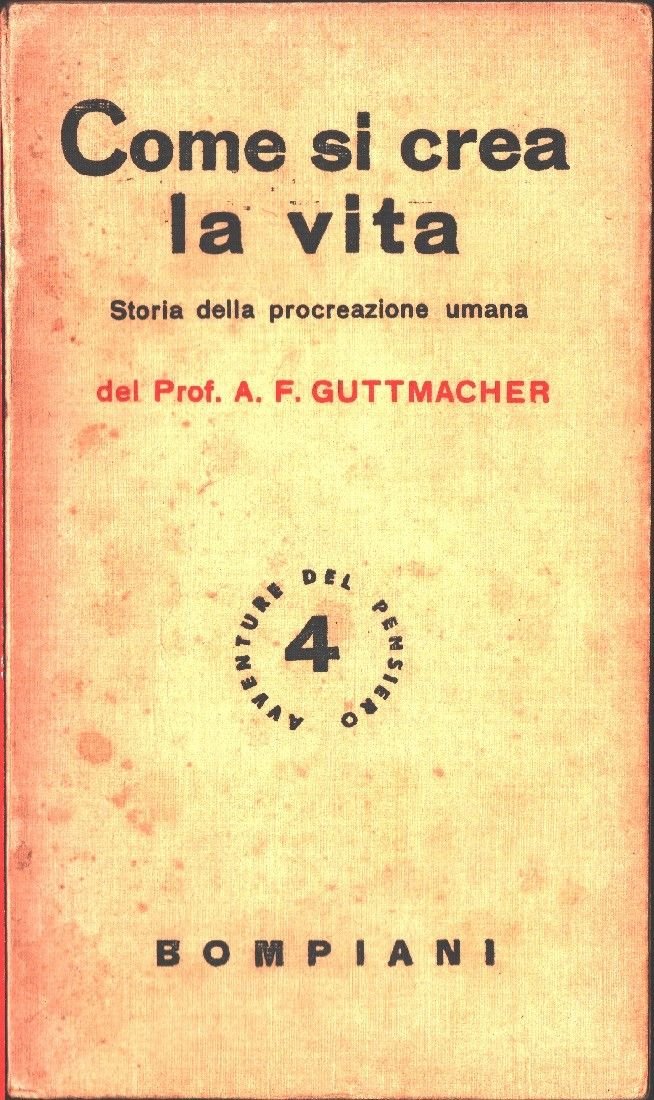 Come si crea
la vita
Storia della procreazione umana
del Prof. A. F. GUTTMACHER
AVVENTURE DEL PENSIERO
4
BOMPIANI